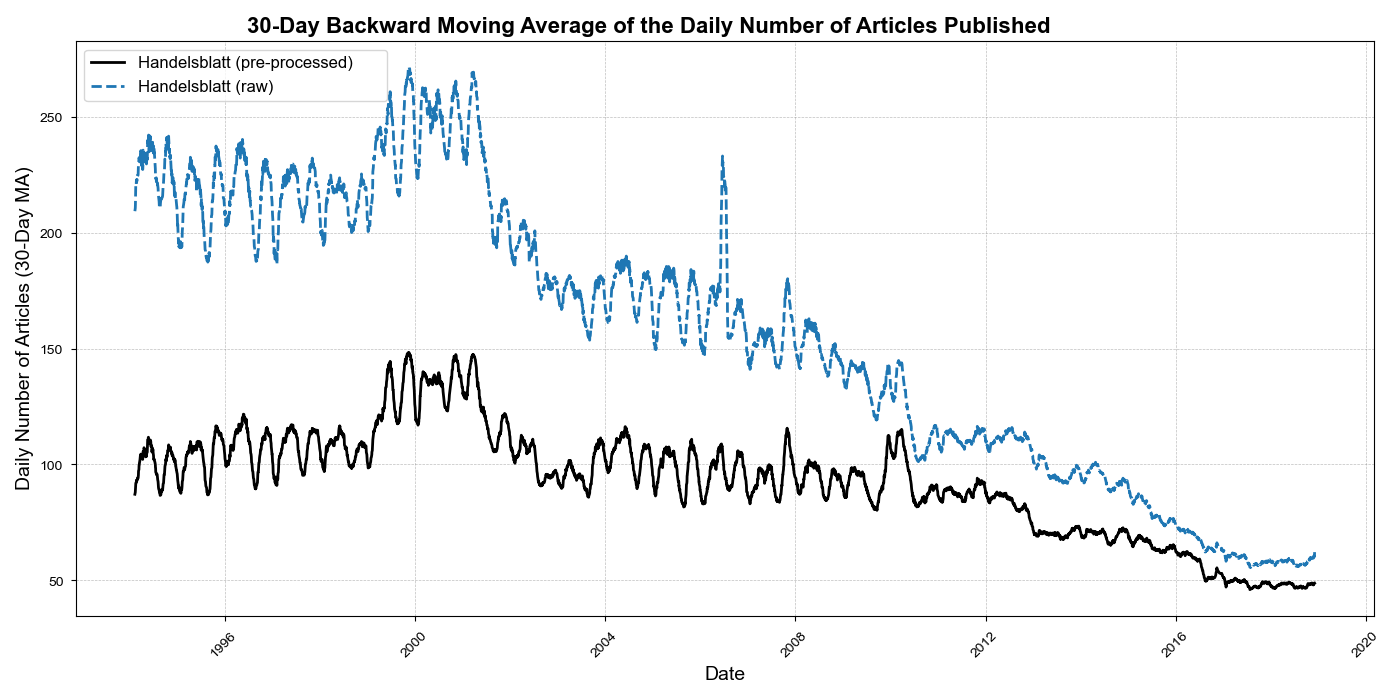 30-Day Backward Moving Average of the Daily Number of Articles Published
Handelsblatt (pre-processed)
Handelsblatt (raw)
Daily Number of Articles (30-Day MA)
250
200
150
100
50
1996
2000
2004
2008
2012
2016
2020
Date